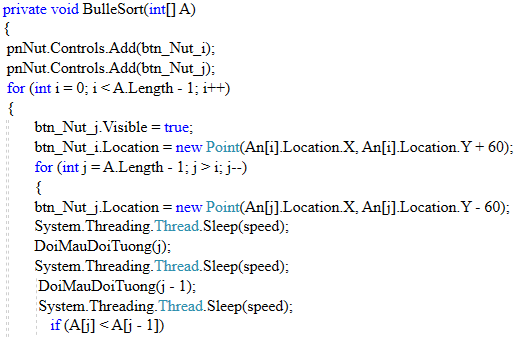 private void BulleSort(int[] A)
{
pnNut.Controls.Add(btn_Nut_i);
pnNut.Controls.Add(btn_Nut_j);
for (int i = 0; i < A.Length - 1; i++)
{
btn_Nut_j.Visible = true;
btn_Nut_i.Location = new Point(An[i].Location.X, An[i].Location.Y + 60);
for (int j = A.Length - 1; j > i; j--)
{
btn_Nut_j.Location = new Point(An[j].Location.X, An[j].Location.Y - 60);
System.Threading.Thread.Sleep(speed);
DoiMauDoiTuong(j);
System.Threading.Thread.Sleep(speed);
DoiMauDoiTuong(j - 1);
System.Threading.Thread.Sleep(speed);
if (A[j] < A[j - 1])